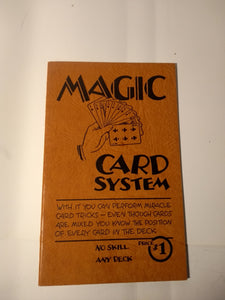 MAGIC
CARD
SYSTEM
WITH IT YOU CAN PERFORM MIRACLE
CARD TRICKS — EVEN THOUGH CARDS
ARE MIXED YOU KNOW THE POSITION
OF EVERY CARD IN THE DECK
NO SKILL
PRICE $1
ANY DECK